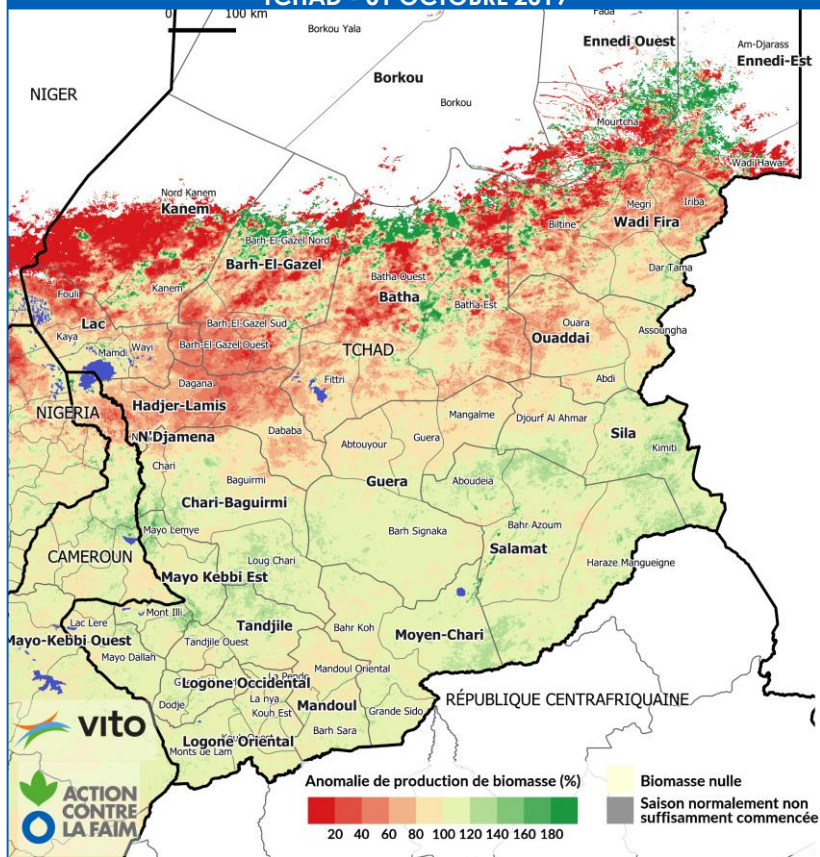 TCHAD - 01 OCTOBRE 2019
0 100 km
Fada
Borkou Yala
Ennedi Ouest
Am-Djarass
Ennedi-Est
Borkou
NIGER
Borkou
Mourtcha
Wadi Hawar
Nord Kanem
Kanem
Megri
Iriba
Biltine
Wadi Fira
Barh-El-Gazel Nord
Barh-El-Gazel
Dar Tama
Batha Ouest
Kanem
Fouli
Batha
Batha Est
Lac
Barh-El-Gazel Sud
Ouara
Assoungha
Kaya
Ouaddai
Mamdi
Wayi
Barh-El-Gazel Ouest
TCHAD
Dagana
Fittri
Abdi
NIGERIA
Hadjer-Lamis
Mangalme
Djourf Al Ahmar
Dababa
N'Djamena
Abtouyour
Guera
Sila
Kimiti
Chari
Baguirmi
Guera
Aboudeia
Chari-Baguirmi
Mayo Lemye
Barh Signaka
Bahr Azoum
Salamat
CAMEROUN
Loug Chari
Haraze Mangueigne
Mayo Kebbi Est
Mont Illi
Lac Lere
Tandjile
Bahr Koh
Moyen-Chari
Mayo-Kebbi Ouest
Tandjile Ouest
Mayo Dallah
Mandoul Oriental
Logone Occidental
La nya
Mandoul
RÉPUBLIQUE CENTRAFRIQUAINE
Dodje
Kouh Est
Grande Sido
Barh Sara
Logone Oriental
Monts de Lam
vito
ACTION
CONTRE
LA FAIM
Anomalie de production de biomasse (%)
20 40 60 80 100 120 140 160 180
Biomasse nulle
Saison normalement non
suffisamment commencée